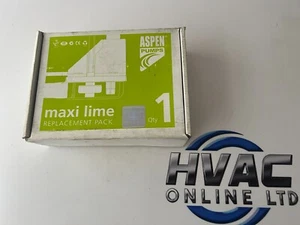 ASPEN
PUMPS
maxi lime
REPLACEMENT PACK
Qty
1
HVAC
ONLINE LTD